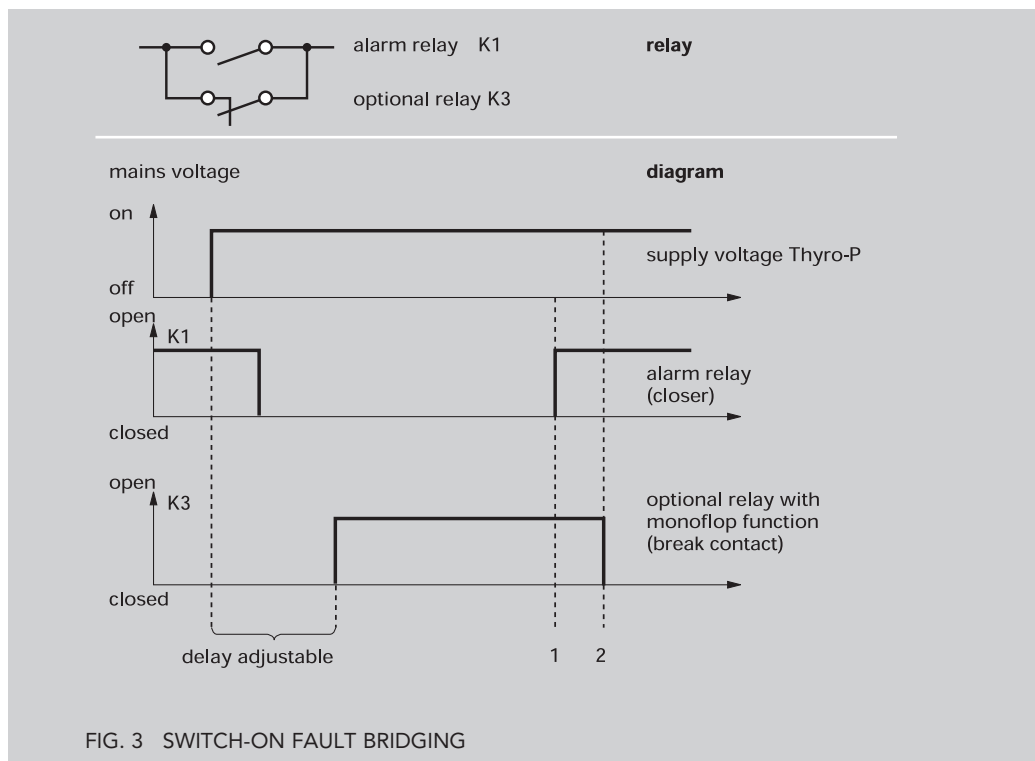 alarm relay K1 relay
optional relay K3
mains voltage diagram
on
supply voltage Thyro-P
off
open
K1
alarm relay
(closer)
closed
open
K3
optional relay with
monoflop function
(break contact)
closed
delay adjustable 1 2
FIG. 3 SWITCH-ON FAULT BRIDGING